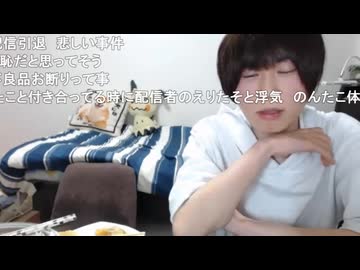 配信引退　悲しい事件
恥だと思ってそう
良品お断りって事
たこと付き合ってる時に配信者のえりたそと浮気　のんたこ体